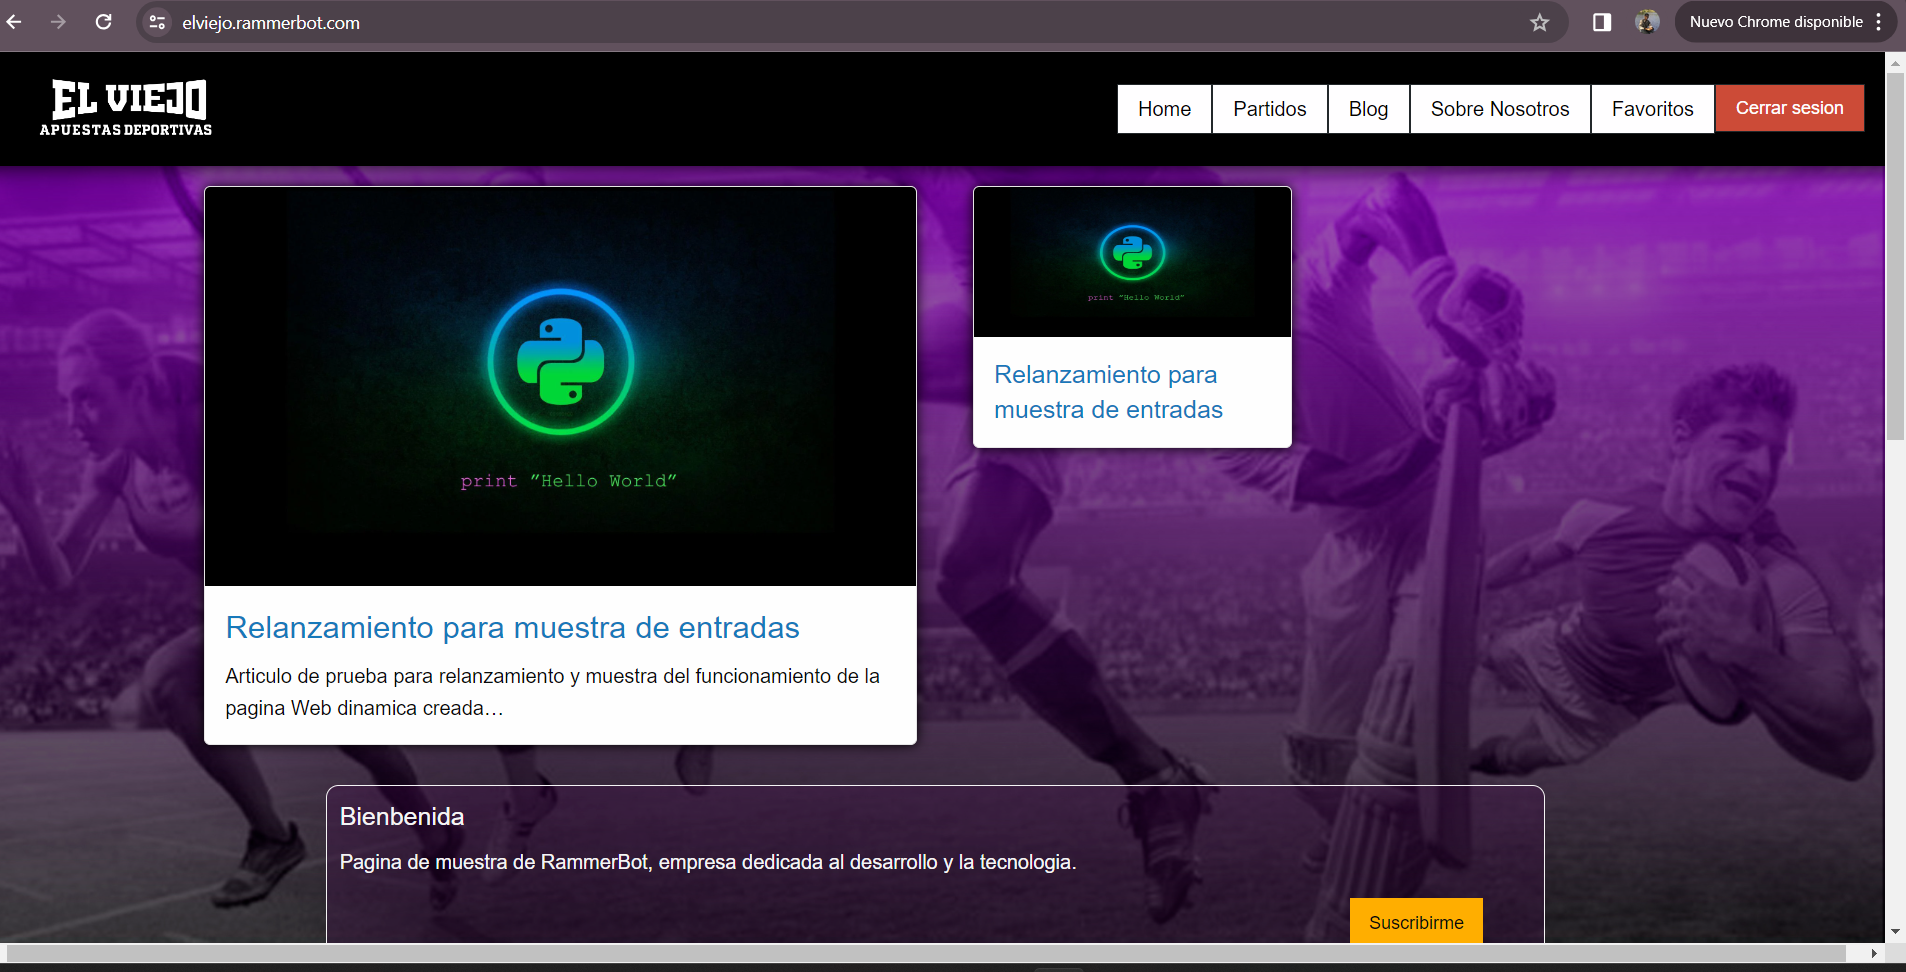 elviejo.rammerbot.com
Nuevo Chrome disponible
EL VIEJO
APUESTAS DEPORTIVAS
Home
Partidos
Blog
Sobre Nosotros
Favoritos
Cerrar sesion
print "Hello World"
Relanzamiento para muestra de entradas
Articulo de prueba para relanzamiento y muestra del funcionamiento de la
pagina Web dinamica creada...
print "Hello World"
Relanzamiento para
muestra de entradas
Bienbenida
Pagina de muestra de RammerBot, empresa dedicada al desarrollo y la tecnologia.
Suscribirme